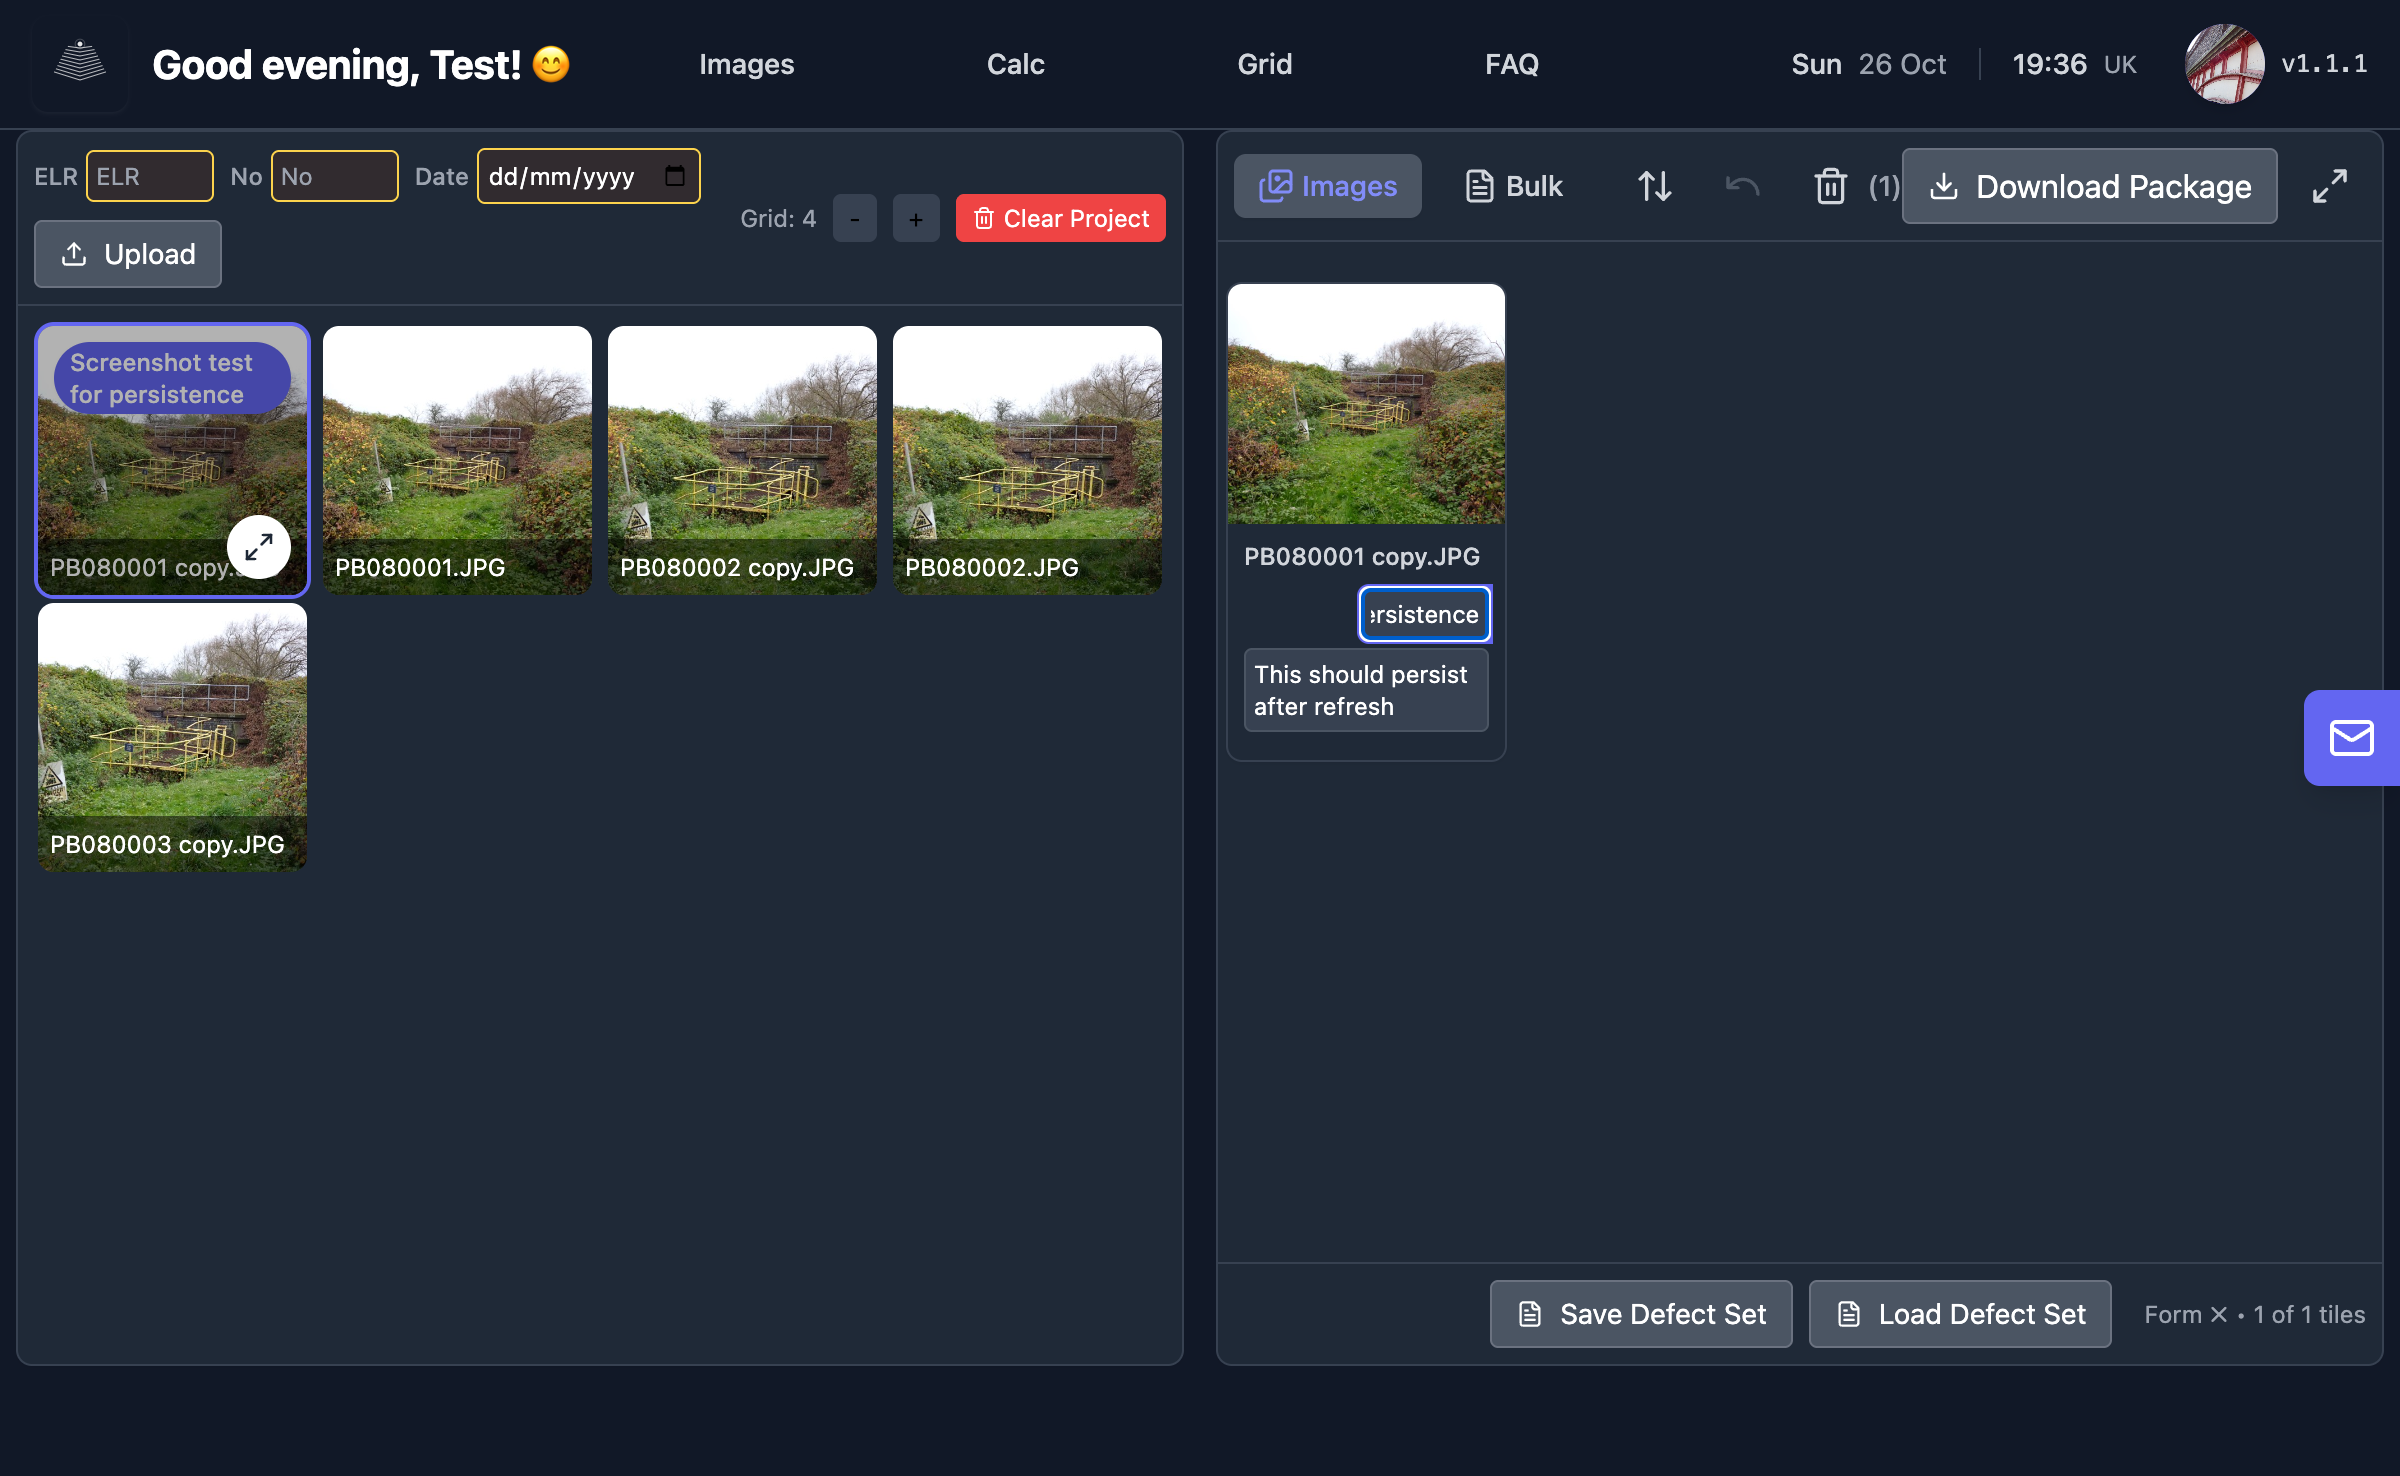 Good evening, Test! 😊
Images
Calc
Grid
FAQ
Sun 26 Oct
19:36 UK
v1.1.1
ELR ELR No No Date dd/mm/yyyy
Upload
Grid: 4 - + Clear Project
Screenshot test
for persistence
PB080001 copy.
PB080001.JPG
PB080002 copy.JPG
PB080002.JPG
PB080003 copy.JPG
Images
Bulk
(1)
Download Package
PB080001 copy.JPG
ersistence
This should persist
after refresh
Save Defect Set
Load Defect Set
Form ✕ • 1 of 1 tiles